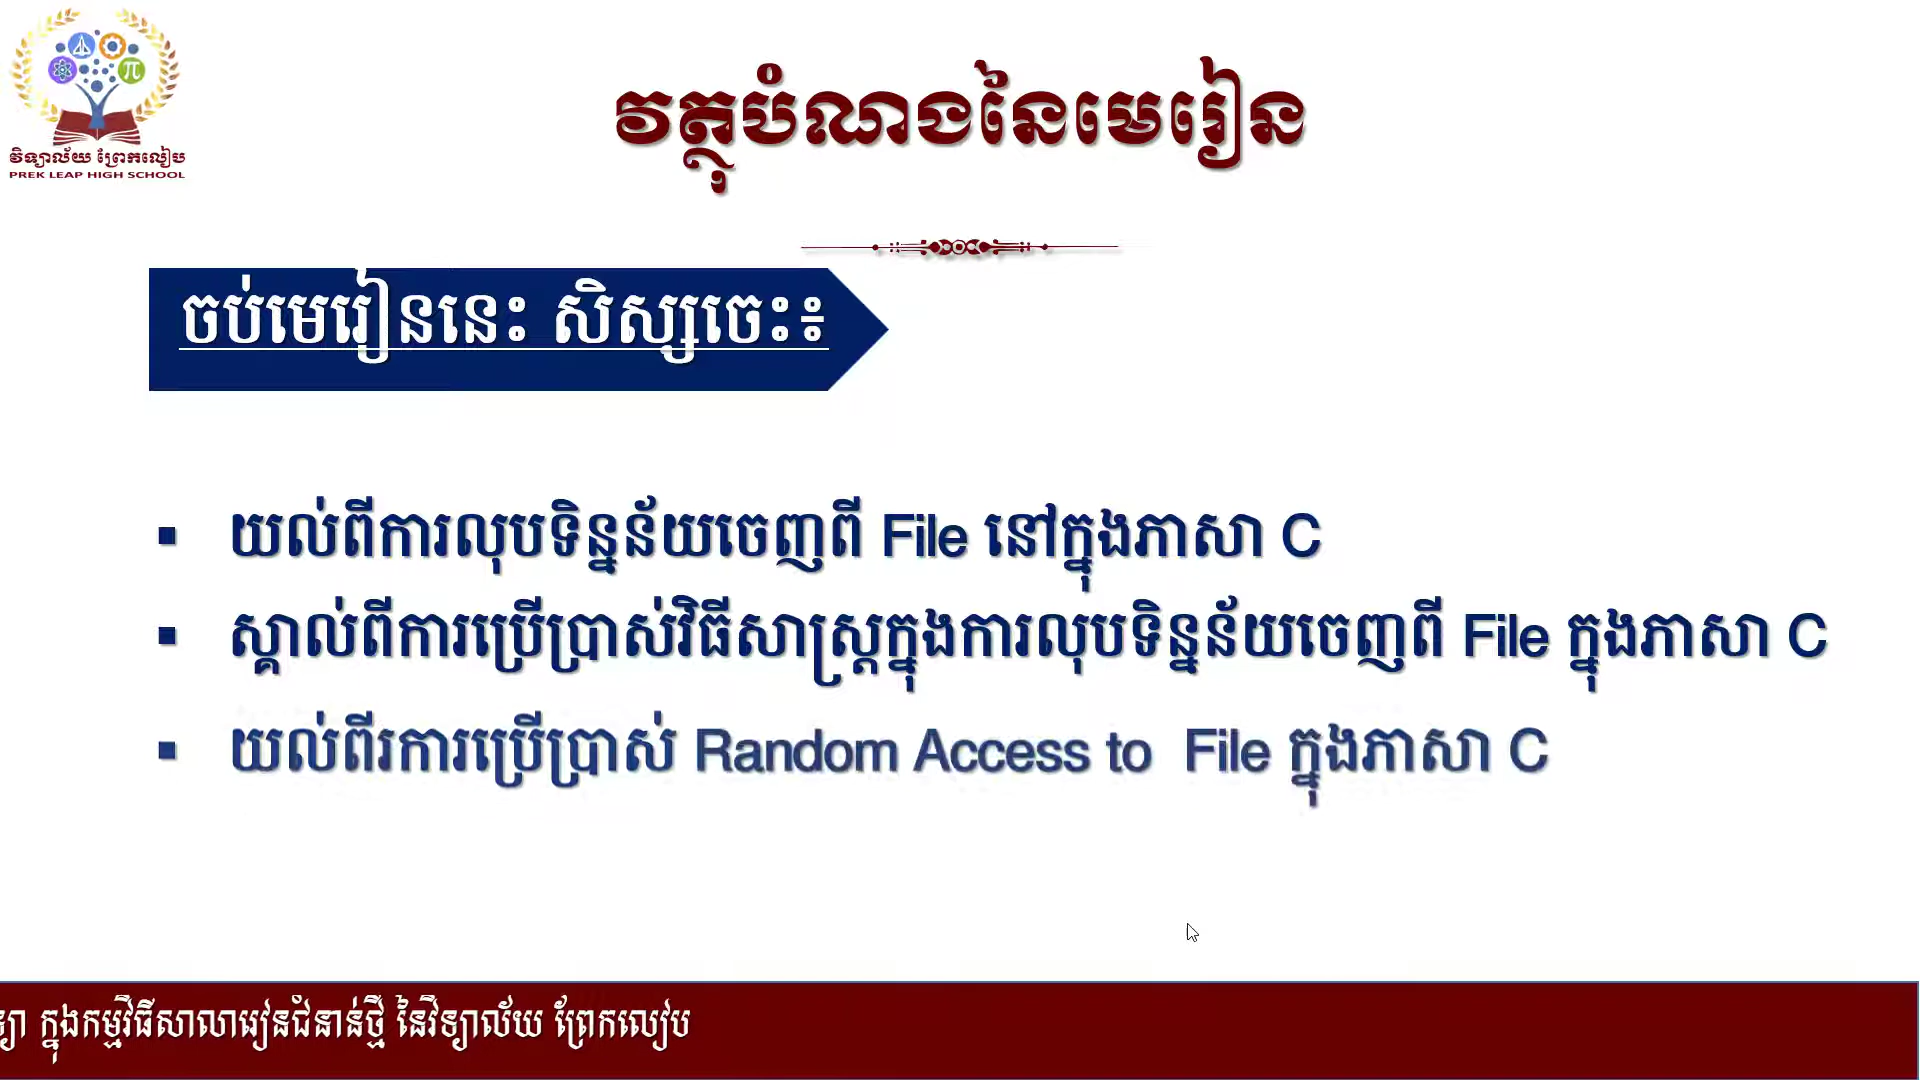 វិទ្យាល័យ ព្រែកលៀប
PREK LEAP HIGH SCHOOL
វត្ថុបំណងនៃមេរៀន
ចប់មេរៀននេះ សិស្សចេះ៖
▪ យល់ពីការលុបទិន្នន័យចេញពី File នៅក្នុងភាសា C
▪ ស្គាល់ពីការប្រើប្រាស់វិធីសាស្ត្រក្នុងការលុបទិន្នន័យចេញពី File ក្នុងភាសា C
▪ យល់ពីរការប្រើប្រាស់ Random Access to File ក្នុងភាសា C
ក្នុងកម្មវិធីសាលារៀនជំនាន់ថ្មី នៃវិទ្យាល័យ ព្រែកលៀប